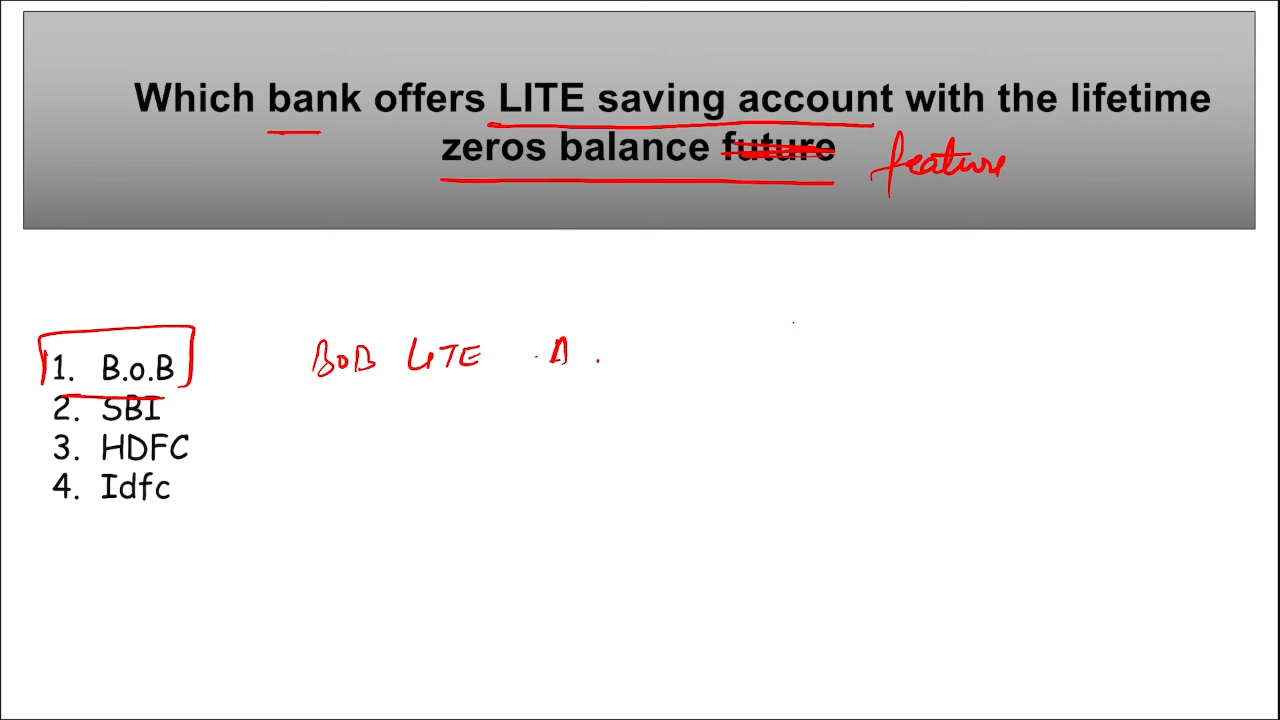 Which bank offers LITE saving account with the lifetime
zeros balance future feature
1. B.o.B BOB LITE A
2. SBI
3. HDFC
4. Idfc